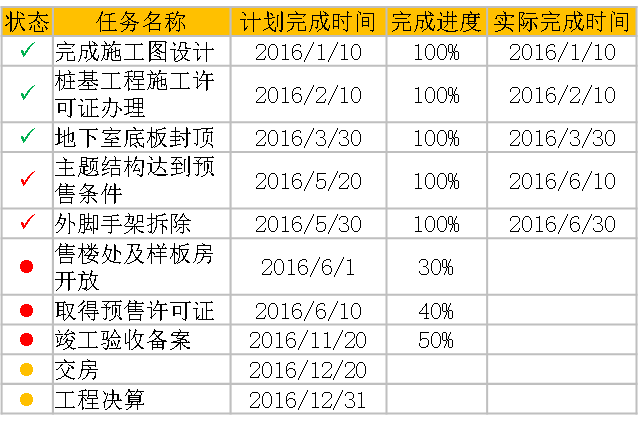 状态 任务名称 计划完成时间 完成进度 实际完成时间
✓ 完成施工图设计 2016/1/10 100% 2016/1/10
✓ 桩基工程施工许
可证办理 2016/2/10 100% 2016/2/10
✓ 地下室底板封顶 2016/3/30 100% 2016/3/30
✓ 主题结构达到预
售条件 2016/5/20 100% 2016/6/10
✓ 外脚手架拆除 2016/5/30 100% 2016/6/30
● 售楼处及样板房
开放 2016/6/1 30%
● 取得预售许可证 2016/6/10 40%
● 竣工验收备案 2016/11/20 50%
● 交房 2016/12/20
● 工程决算 2016/12/31